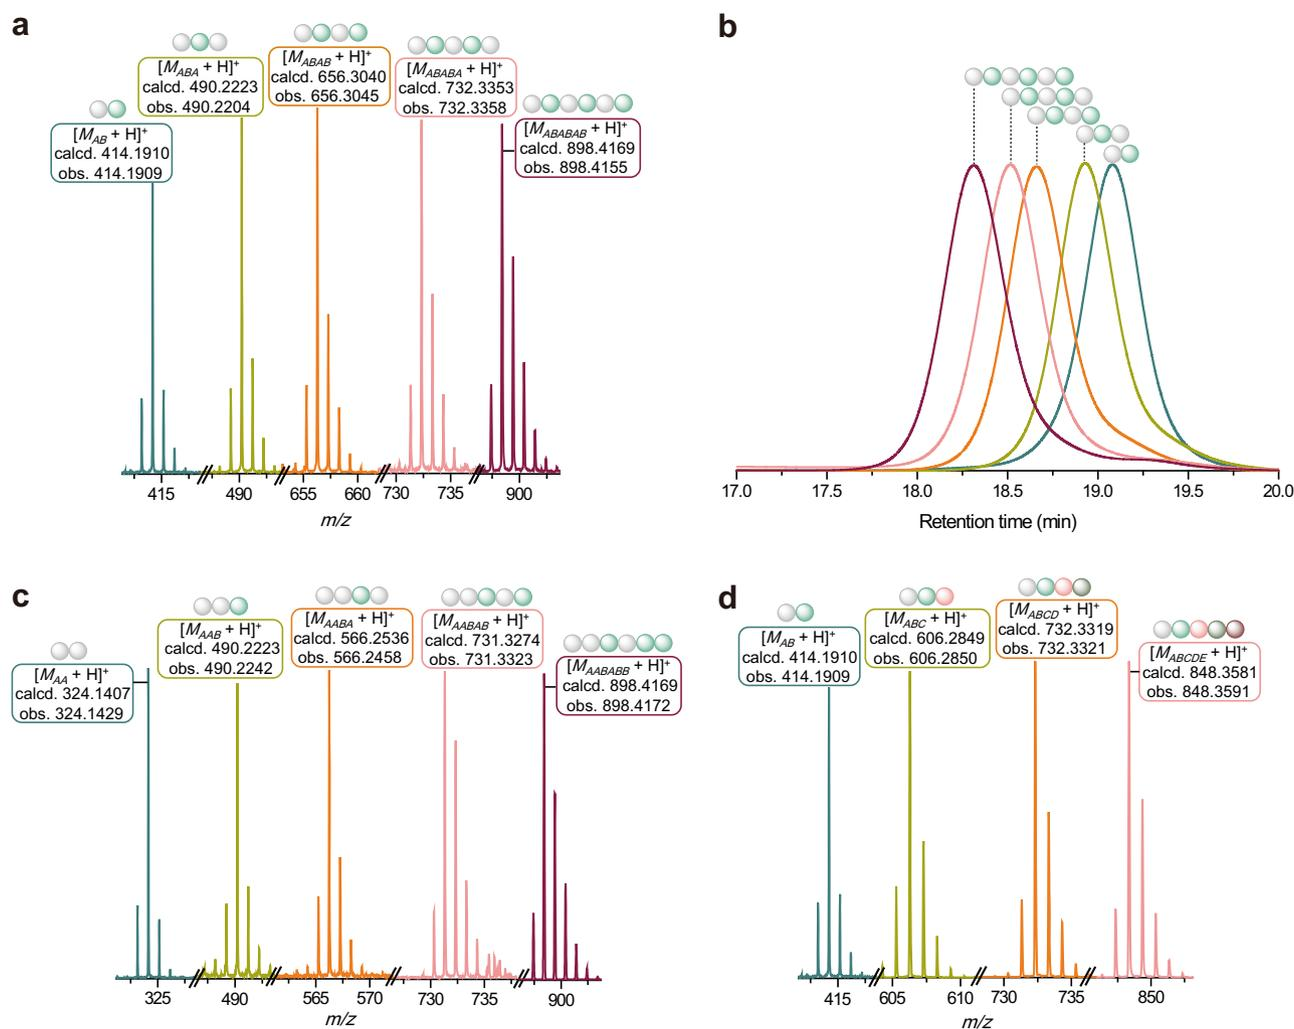 a
[M_AB + H]+
calcd. 414.1910
obs. 414.1909
[M_ABA + H]+
calcd. 490.2223
obs. 490.2204
[M_ABAB + H]+
calcd. 656.3040
obs. 656.3045
[M_ABABA + H]+
calcd. 732.3353
obs. 732.3358
[M_ABABAB + H]+
calcd. 898.4169
obs. 898.4155
415 490 655 660 730 735 900
m/z
b
17.0 17.5 18.0 18.5 19.0 19.5 20.0
Retention time (min)
c
[M_AA + H]+
calcd. 324.1407
obs. 324.1429
[M_AAB + H]+
calcd. 490.2223
obs. 490.2242
[M_AABA + H]+
calcd. 566.2536
obs. 566.2458
[M_AABAB + H]+
calcd. 731.3274
obs. 731.3323
[M_AABABB + H]+
calcd. 898.4169
obs. 898.4172
325 490 565 570 730 735 900
m/z
d
[M_AB + H]+
calcd. 414.1910
obs. 414.1909
[M_ABC + H]+
calcd. 606.2849
obs. 606.2850
[M_ABCD + H]+
calcd. 732.3319
obs. 732.3321
[M_ABCDE + H]+
calcd. 848.3581
obs. 848.3591
415 605 610 730 735 850
m/z